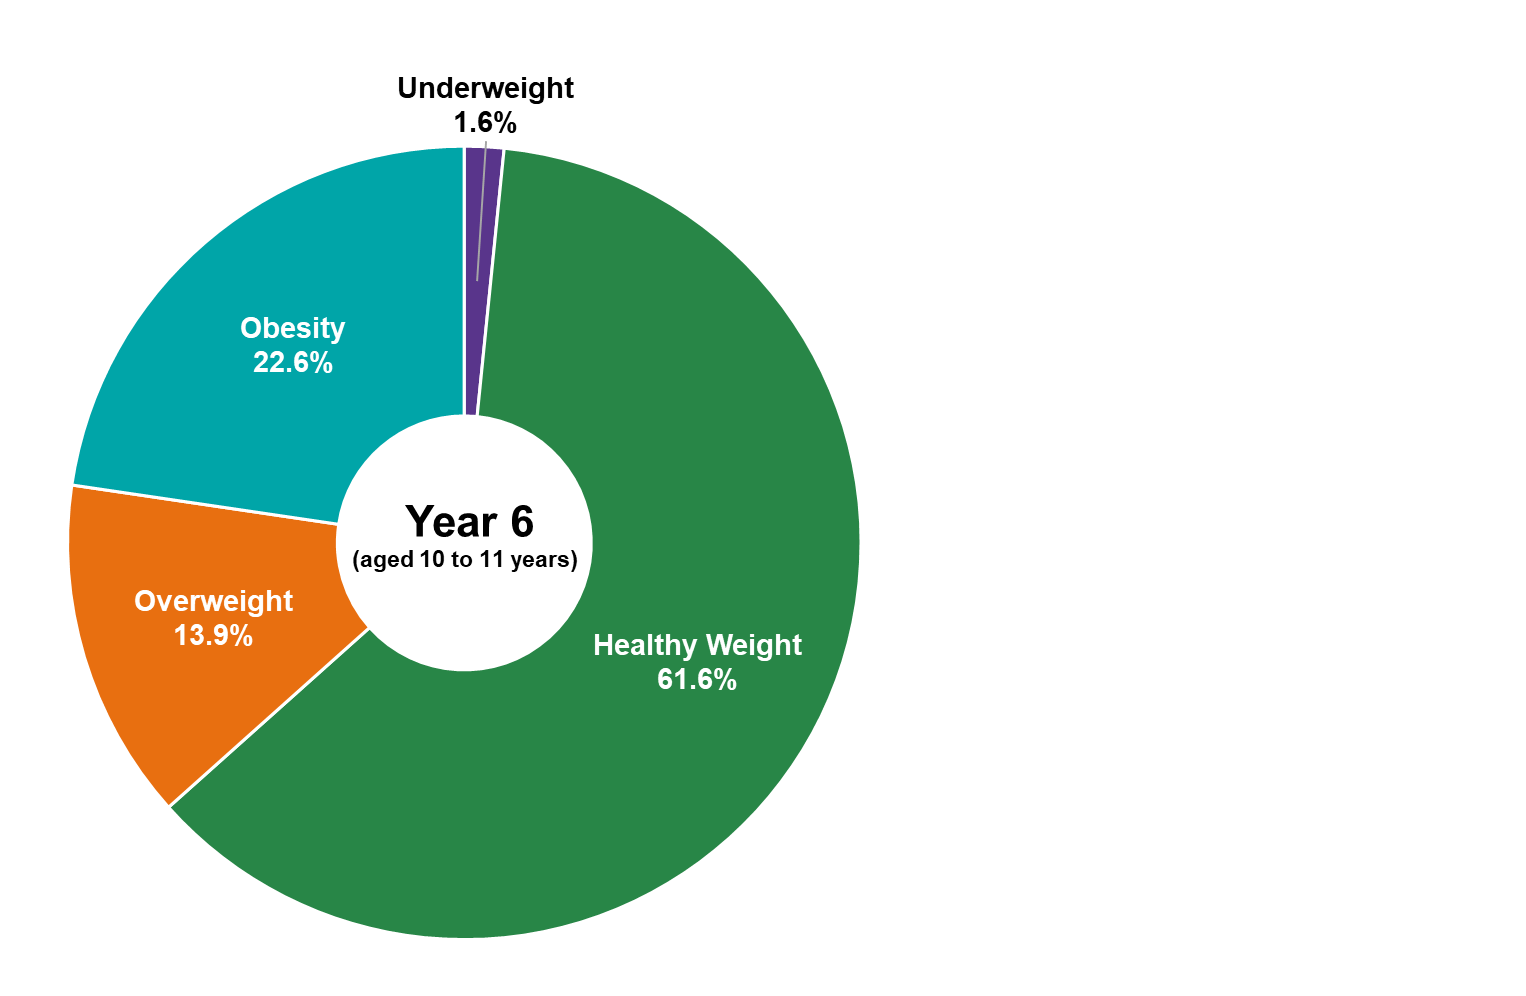 Underweight
1.6%
Obesity
22.6%
Year 6
(aged 10 to 11 years)
Overweight
13.9%
Healthy Weight
61.6%